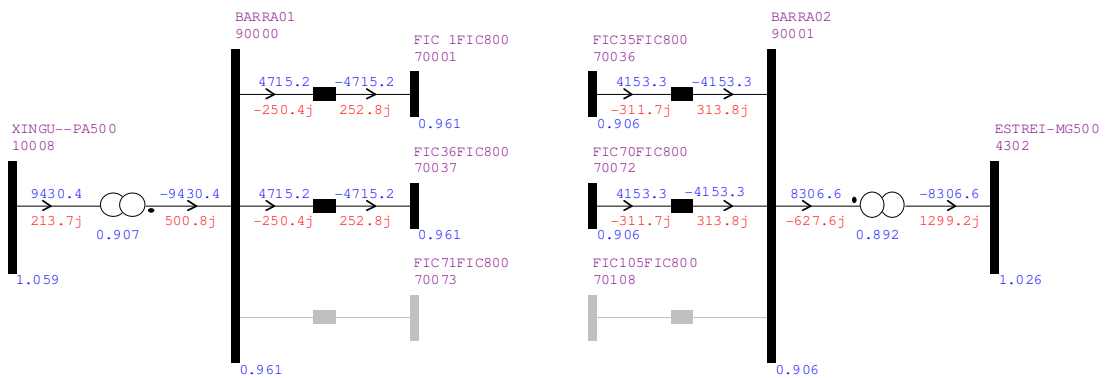 BARRA01
90000
BARRA02
90001
FIC 1FIC800
70001
FIC35FIC800
70036
4715.2 -4715.2
-250.4j 252.8j
0.961
4153.3 -4153.3
-311.7j 313.8j
0.906
XINGU--PA500
10008
ESTREI-MG500
4302
FIC36FIC800
70037
FIC70FIC800
70072
9430.4 -9430.4
213.7j 500.8j
0.907
4715.2 -4715.2
-250.4j 252.8j
0.961
4153.3 -4153.3
-311.7j 313.8j
0.906
8306.6 -8306.6
-627.6j 1299.2j
0.892
FIC71FIC800
70073
FIC105FIC800
70108
1.059
1.026
0.961
0.906